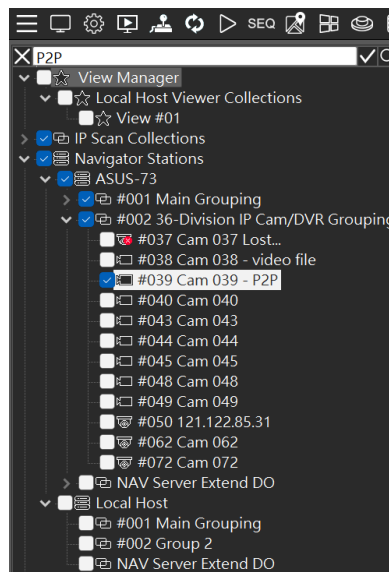 SEQ
P2P
View Manager
Local Host Viewer Collections
View #01
IP Scan Collections
Navigator Stations
ASUS-73
#001 Main Grouping
#002 36-Division IP Cam/DVR Grouping
#037 Cam 037 Lost...
#038 Cam 038 - video file
#039 Cam 039 - P2P
#040 Cam 040
#043 Cam 043
#044 Cam 044
#045 Cam 045
#048 Cam 048
#049 Cam 049
#050 121.122.85.31
#062 Cam 062
#072 Cam 072
NAV Server Extend DO
Local Host
#001 Main Grouping
#002 Group 2
NAV Server Extend DO